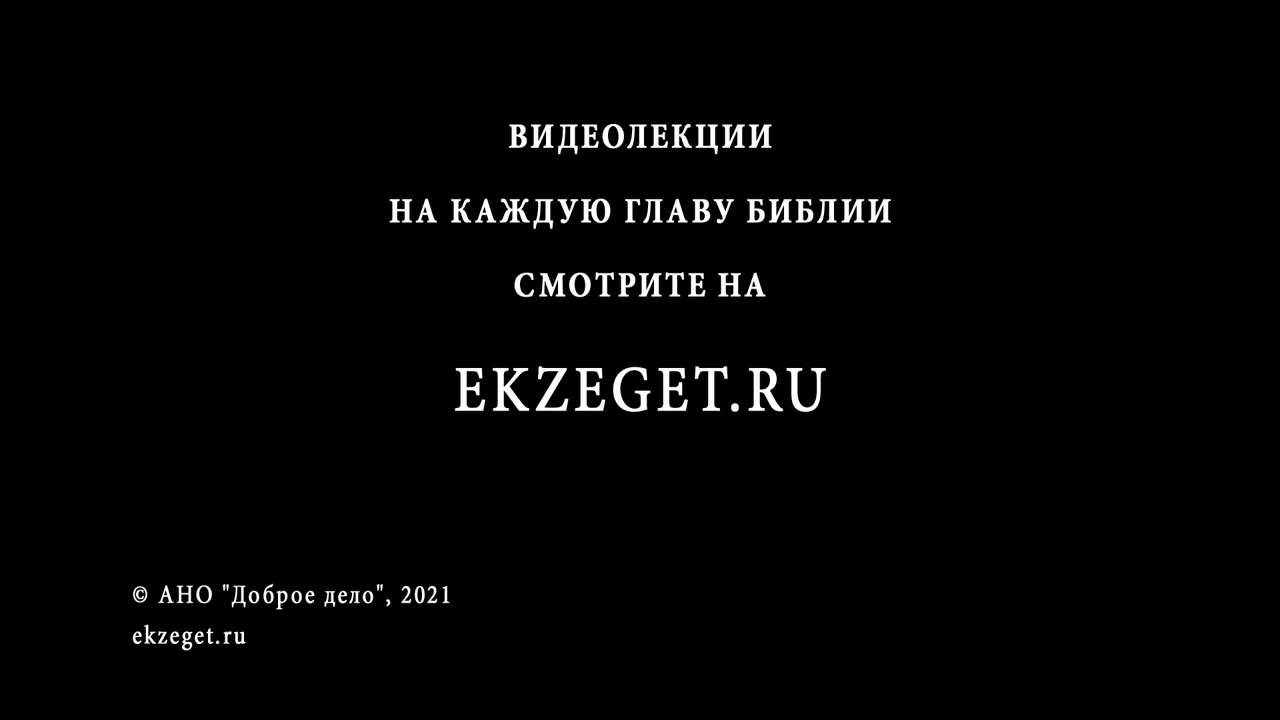 ВИДЕОЛЕКЦИИ
НА КАЖДУЮ ГЛАВУ БИБЛИИ
СМОТРИТЕ НА
EKZEGET.RU
© АНО "Доброе дело", 2021
ekzeget.ru